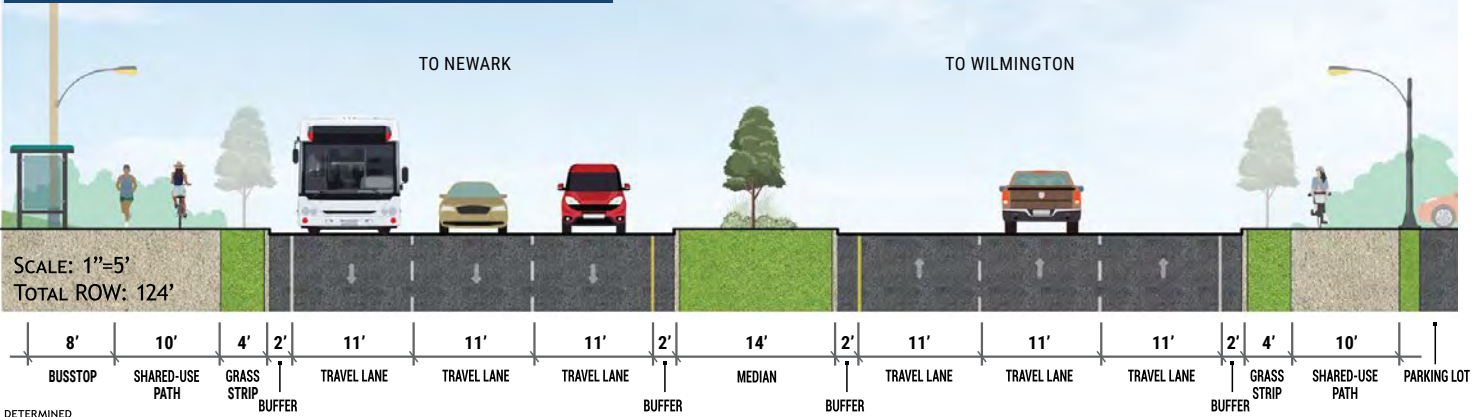 TO NEWARK
TO WILMINGTON
SCALE: 1”=5’
TOTAL ROW: 124’
8’ 10’ 4’ 2’ 11’ 11’ 11’ 2’ 14’ 2’ 11’ 11’ 11’ 2’ 4’ 10’
BUSSTOP SHARED-USE PATH GRASS STRIP BUFFER TRAVEL LANE TRAVEL LANE TRAVEL LANE BUFFER MEDIAN BUFFER TRAVEL LANE TRAVEL LANE TRAVEL LANE BUFFER GRASS STRIP SHARED-USE PATH PARKING LOT
DETERMINED